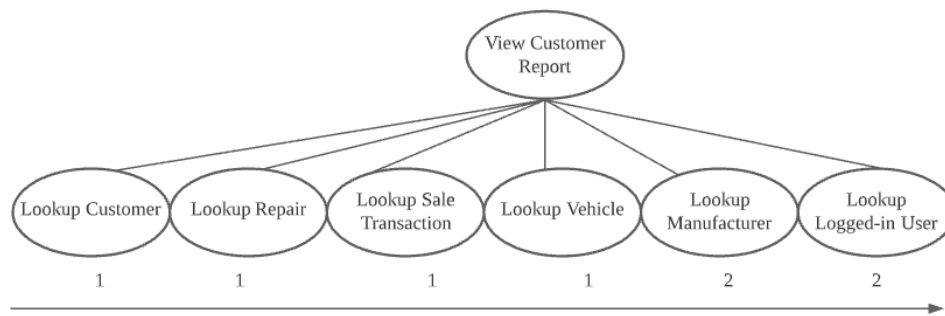 View Customer
Report
Lookup Customer
Lookup Repair
Lookup Sale
Transaction
Lookup Vehicle
Lookup
Manufacturer
Lookup
Logged-in User
1 1 1 1 2 2